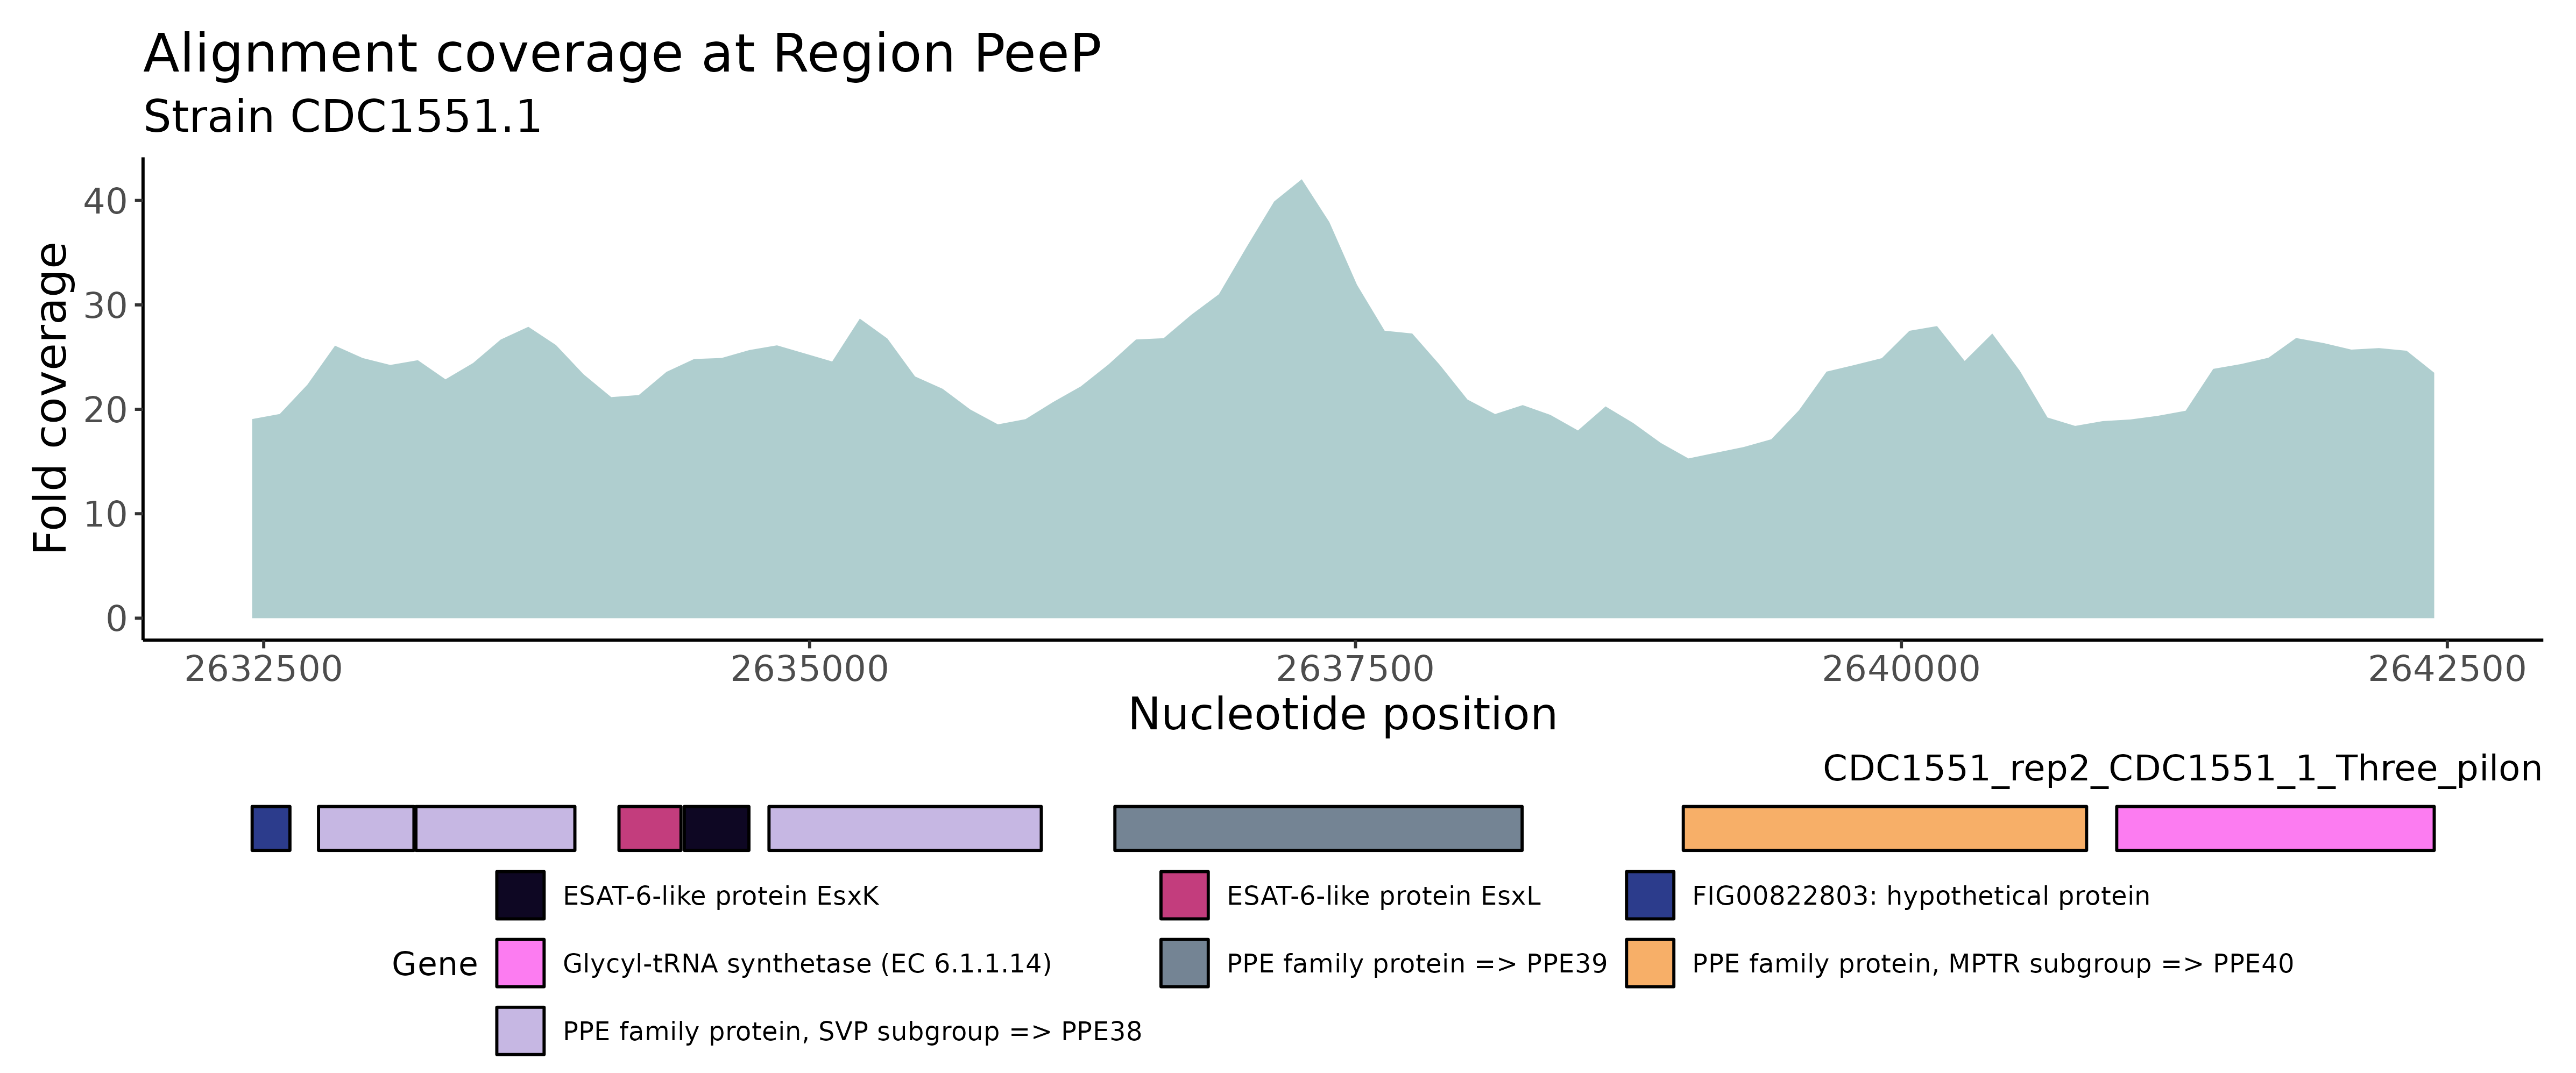 Alignment coverage at Region PeeP
Strain CDC1551.1
Fold coverage
40
30
20
10
0
2632500 2635000 2637500 2640000 2642500
Nucleotide position
CDC1551_rep2_CDC1551_1_Three_pilon
Gene
ESAT-6-like protein EsxK
ESAT-6-like protein EsxL
FIG00822803: hypothetical protein
Glycyl-tRNA synthetase (EC 6.1.1.14)
PPE family protein => PPE39
PPE family protein, MPTR subgroup => PPE40
PPE family protein, SVP subgroup => PPE38